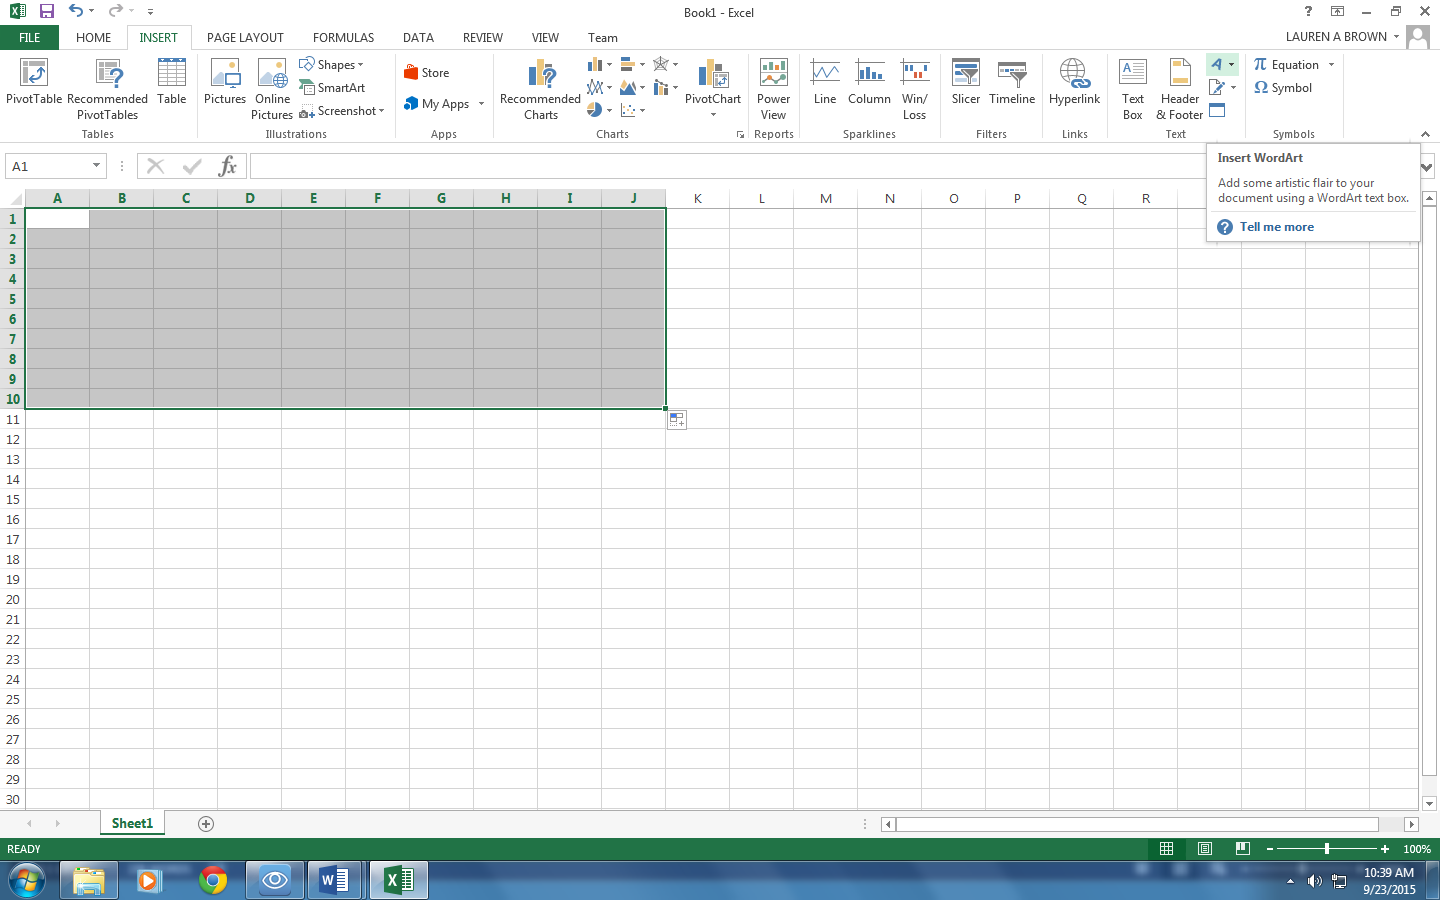 Book1 - Excel
?
FILE HOME INSERT PAGE LAYOUT FORMULAS DATA REVIEW VIEW Team
LAUREN A BROWN
PivotTable
Recommended
PivotTables
Table
Tables
Pictures
Online
Pictures
Shapes
SmartArt
Screenshot
Illustrations
Store
My Apps
Apps
Recommended
Charts
PivotChart
Charts
Power
View
Reports
Line
Column
Win/
Loss
Sparklines
Slicer
Timeline
Filters
Hyperlink
Links
Text
Box
Header
& Footer
A
Text
π Equation
Ω Symbol
Symbols
A1
fx
Insert WordArt
Add some artistic flair to your
document using a WordArt text box.
? Tell me more
A B C D E F G H I J K L M N O P Q R
1
2
3
4
5
6
7
8
9
10
11
12
13
14
15
16
17
18
19
20
21
22
23
24
25
26
27
28
29
30
Sheet1
READY
100%
10:39 AM
9/23/2015